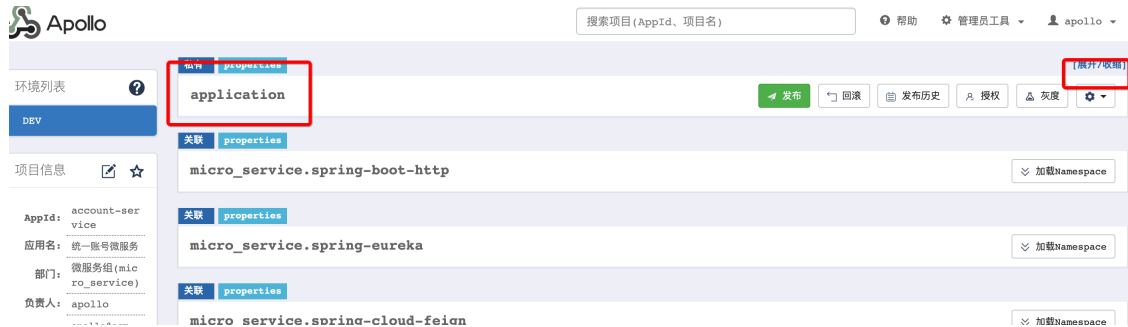 Apollo
搜索项目(AppId、项目名)
帮助
管理员工具
apollo
私有 properties
[展开/收缩]
环境列表
application
发布
回滚
发布历史
授权
灰度
DEV
关联 properties
项目信息
micro_service.spring-boot-http
加载Namespace
AppId: account-ser
vice
关联 properties
应用名: 统一账号微服务
micro_service.spring-eureka
加载Namespace
部门: 微服务组(mic
ro_service)
关联 properties
负责人: apollo
micro_service.spring-cloud-feign
加载Namespace